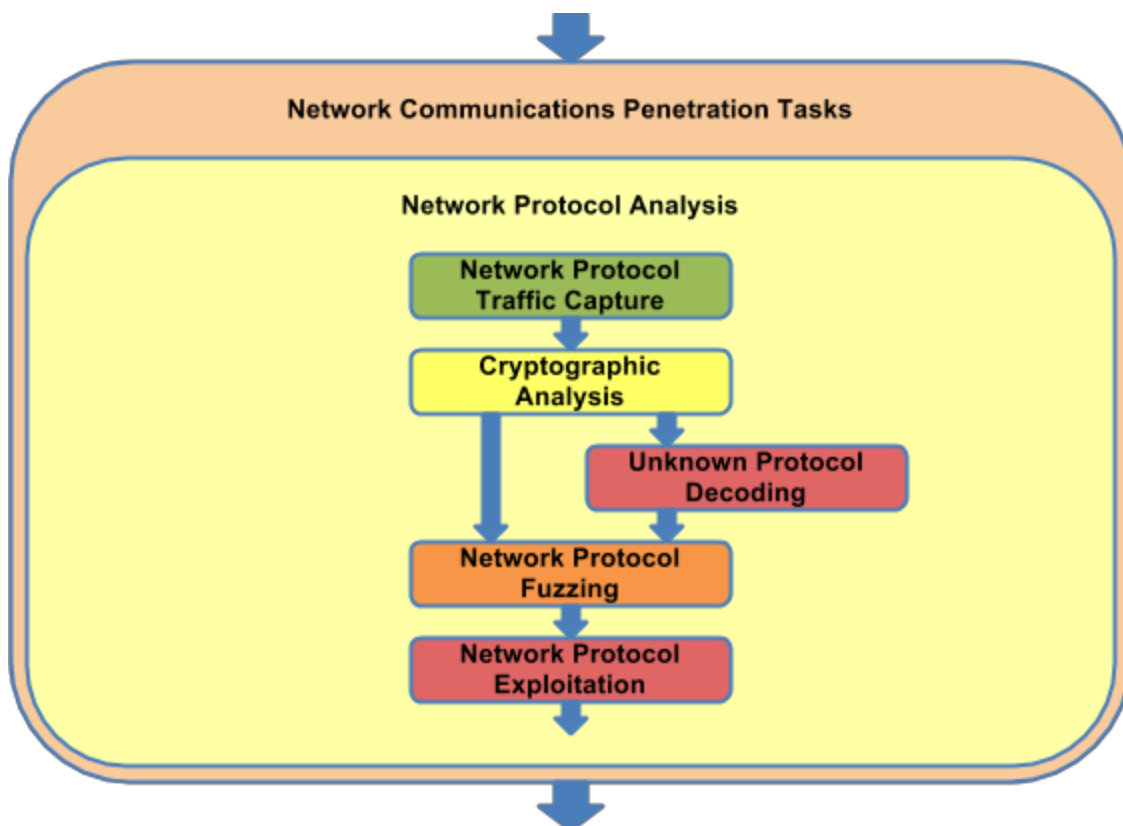 Network Communications Penetration Tasks
Network Protocol Analysis
Network Protocol
Traffic Capture
Cryptographic
Analysis
Unknown Protocol
Decoding
Network Protocol
Fuzzing
Network Protocol
Exploitation